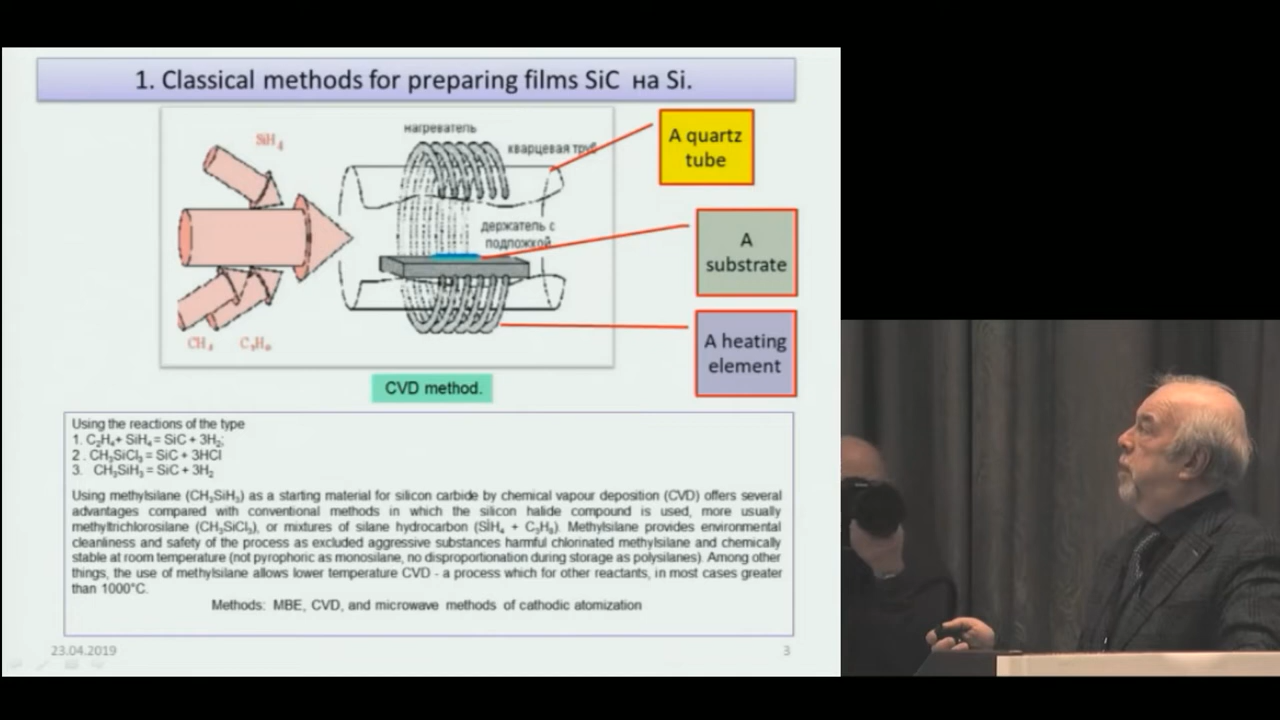 1. Classical methods for preparing films SiC на Si.
SiH₄
нагреватель
кварцевая труб
A quartz
tube
держатель с
подложкой
A
substrate
A heating
element
CH₄ C₃H₈
CVD method.
Using the reactions of the type
1. C₂H₄+ SiH₄ = SiC + 3H₂;
2 . CH₃SiCl₃ = SiC + 3HCl
3. CH₃SiH₃ = SiC + 3H₂
Using methylsilane (CH₃SiH₃) as a starting material for silicon carbide by chemical vapour deposition (CVD) offers several
advantages compared with conventional methods in which the silicon halide compound is used, more usually
methyltrichlorosilane (CH₃SiCl₃), or mixtures of silane hydrocarbon (SiH₄ + C₃H₈). Methylsilane provides environmental
cleanliness and safety of the process as excluded aggressive substances harmful chlorinated methylsilane and chemically
stable at room temperature (not pyrophoric as monosilane, no disproportionation during storage as polysilanes). Among other
things, the use of methylsilane allows lower temperature CVD - a process which for other reactants, in most cases greater
than 1000°C.
Methods: MBE, CVD, and microwave methods of cathodic atomization
23.04.2019
3